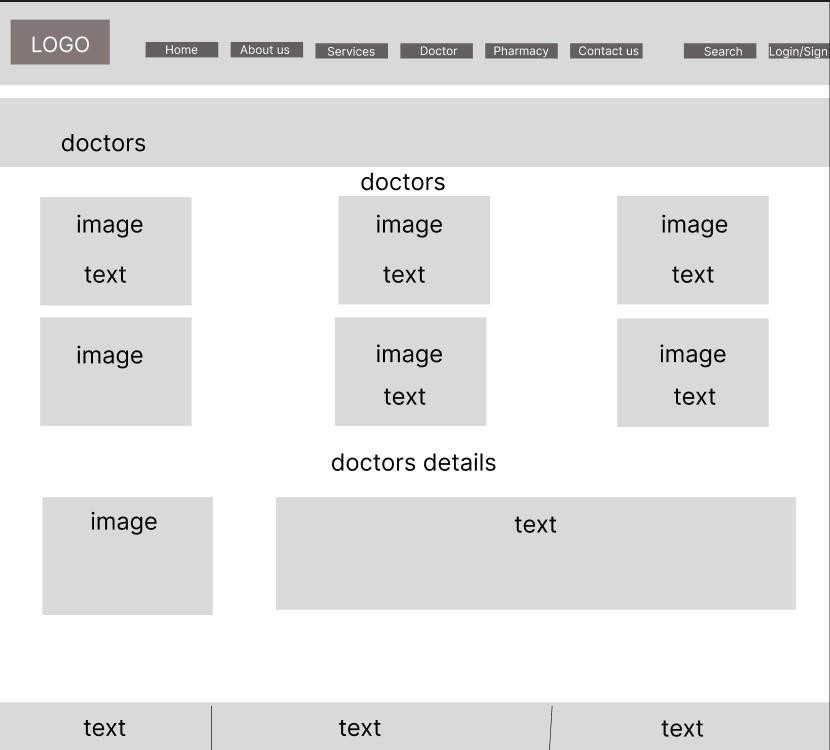 LOGO
Home
About us
Services
Doctor
Pharmacy
Contact us
Search
Login/Sign
doctors
doctors
image
text
image
text
image
text
image
image
text
image
text
doctors details
image
text
text
text
text